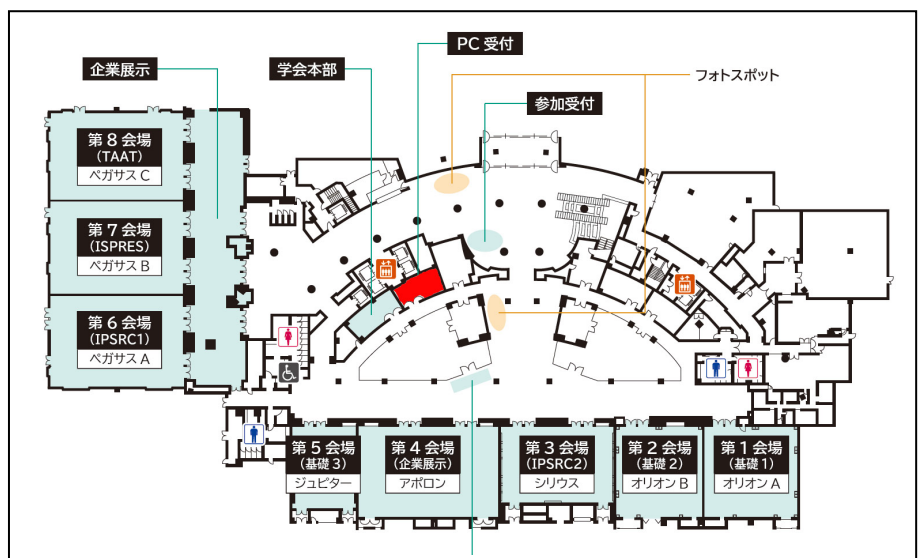 PC 受付
企業展示
学会本部
フォトスポット
参加受付
第 8 会場
(TAAT)
ペガサス C
第 7 会場
(ISPRES)
ペガサス B
第 6 会場
(IPSRC1)
ペガサス A
第 5 会場
(基礎 3)
ジュピター
第 4 会場
(企業展示)
アポロン
第 3 会場
(IPSRC2)
シリウス
第 2 会場
(基礎 2)
オリオン B
第 1 会場
(基礎 1)
オリオン A